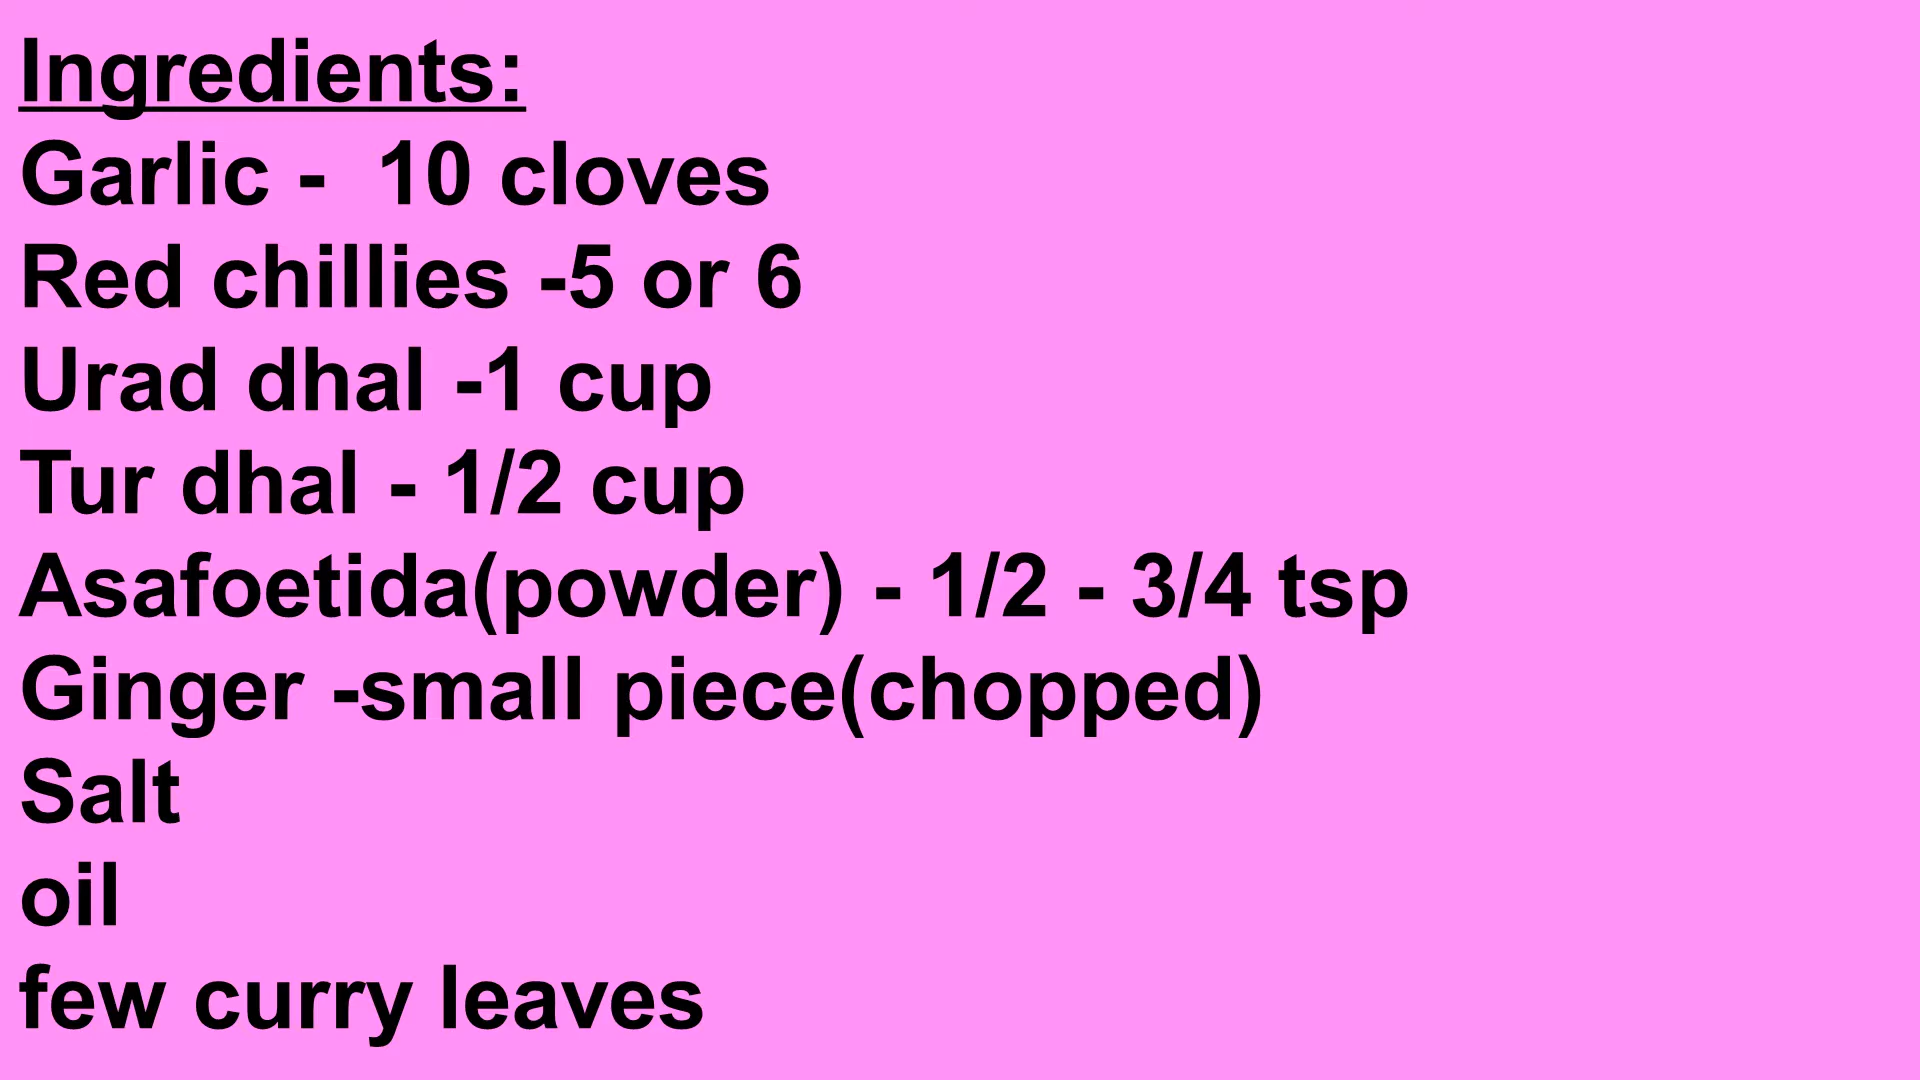 Ingredients:
Garlic -  10 cloves
Red chillies -5 or 6
Urad dhal -1 cup
Tur dhal - 1/2 cup
Asafoetida(powder) - 1/2 - 3/4 tsp
Ginger -small piece(chopped)
Salt
oil
few curry leaves